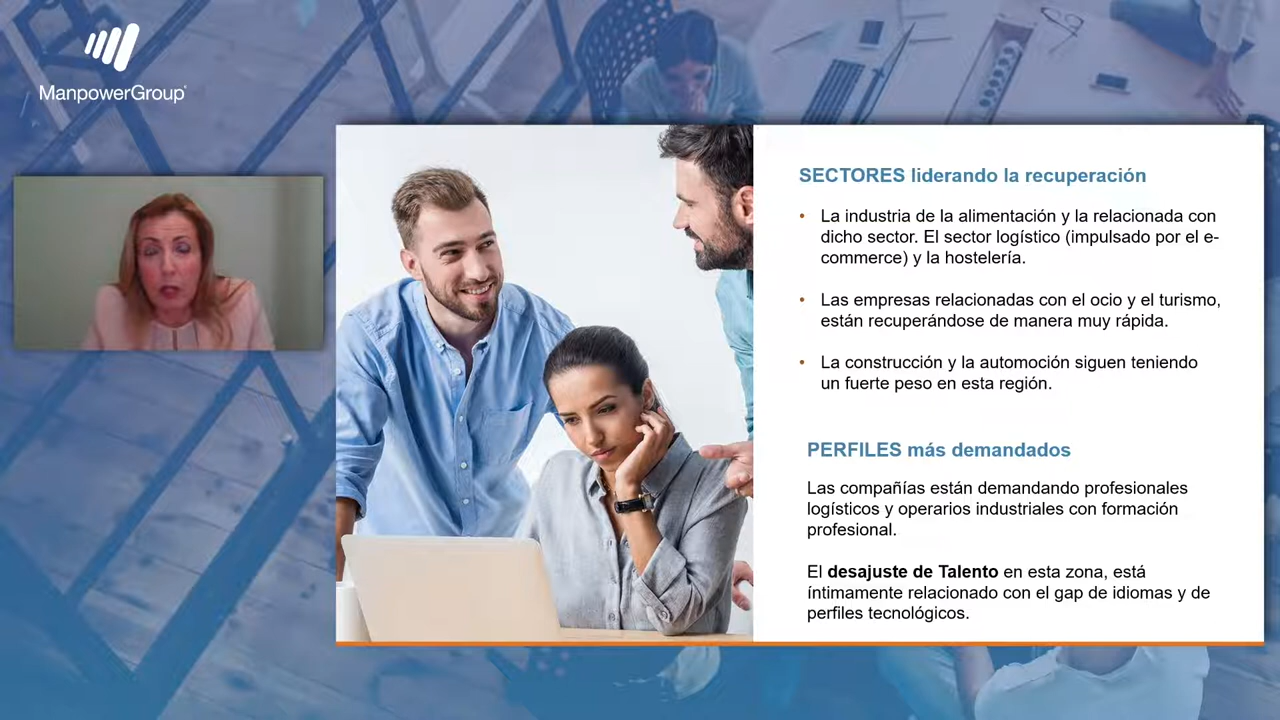 ManpowerGroup
SECTORES liderando la recuperación
• La industria de la alimentación y la relacionada con
dicho sector. El sector logístico (impulsado por el e-
commerce) y la hostelería.
• Las empresas relacionadas con el ocio y el turismo,
están recuperándose de manera muy rápida.
• La construcción y la automoción siguen teniendo
un fuerte peso en esta región.
PERFILES más demandados
Las compañías están demandando profesionales
logísticos y operarios industriales con formación
profesional.
El desajuste de Talento en esta zona, está
íntimamente relacionado con el gap de idiomas y de
perfiles tecnológicos.